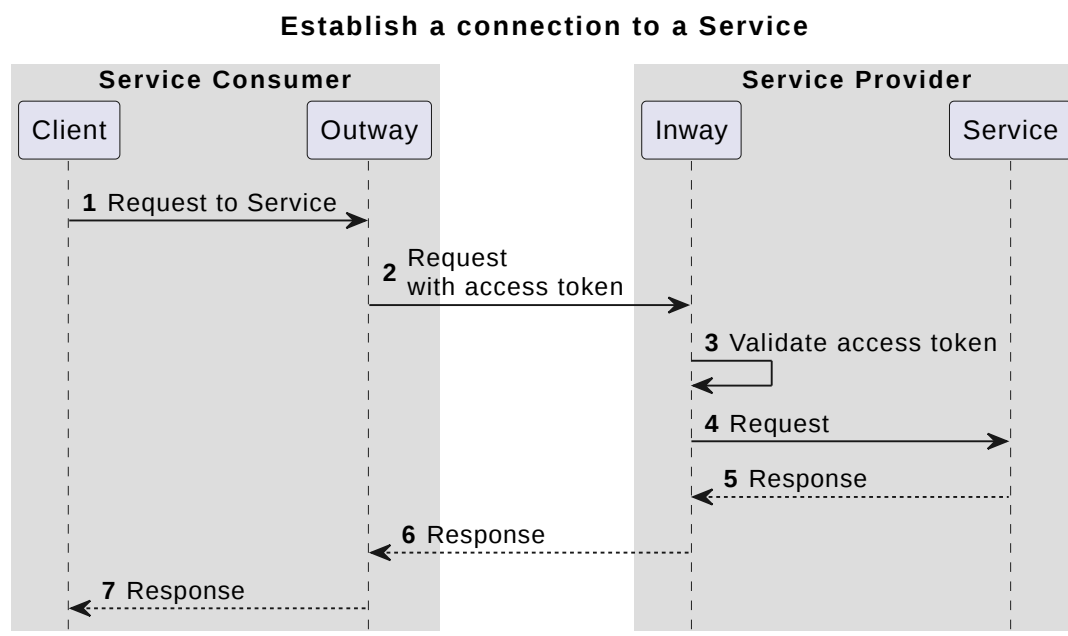 Establish a connection to a Service
Service Consumer
Service Provider
Client
Outway
Inway
Service
1 Request to Service
2 Request
with access token
3 Validate access token
4 Request
5 Response
6 Response
7 Response